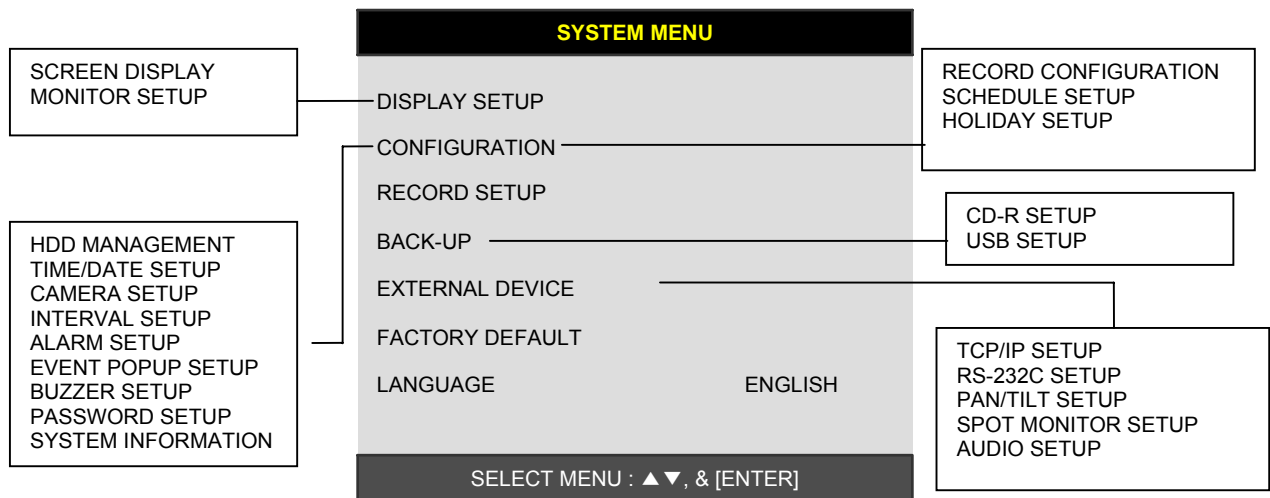 SYSTEM MENU
SCREEN DISPLAY
MONITOR SETUP
HDD MANAGEMENT
TIME/DATE SETUP
CAMERA SETUP
INTERVAL SETUP
ALARM SETUP
EVENT POPUP SETUP
BUZZER SETUP
PASSWORD SETUP
SYSTEM INFORMATION
DISPLAY SETUP
CONFIGURATION
RECORD SETUP
BACK-UP
EXTERNAL DEVICE
FACTORY DEFAULT
LANGUAGE ENGLISH
SELECT MENU : ▲▼, & [ENTER]
RECORD CONFIGURATION
SCHEDULE SETUP
HOLIDAY SETUP
CD-R SETUP
USB SETUP
TCP/IP SETUP
RS-232C SETUP
PAN/TILT SETUP
SPOT MONITOR SETUP
AUDIO SETUP